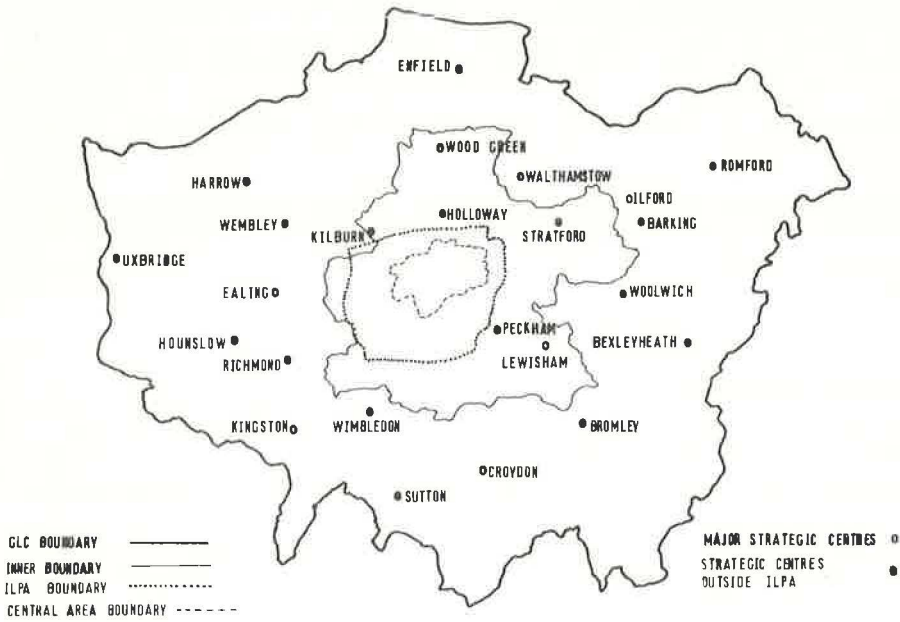 ENFIELD
WOOD GREEN
WALTHAMSTOW
ROMFORD
HARROW
ILFORD
HOLLOWAY
WEMBLEY
KILBURN
STRATFORD
BARKING
UXBRIDGE
EALING
WOOLWICH
PECKHAM
HOUNSLOW
BEXLEYHEATH
RICHMOND
LEWISHAM
KINGSTON
WIMBLEDON
BROMLEY
CROYDON
SUTTON
GLC BOUNDARY
INNER BOUNDARY
ILPA BOUNDARY
CENTRAL AREA BOUNDARY
MAJOR STRATEGIC CENTRES
STRATEGIC CENTRES
OUTSIDE ILPA